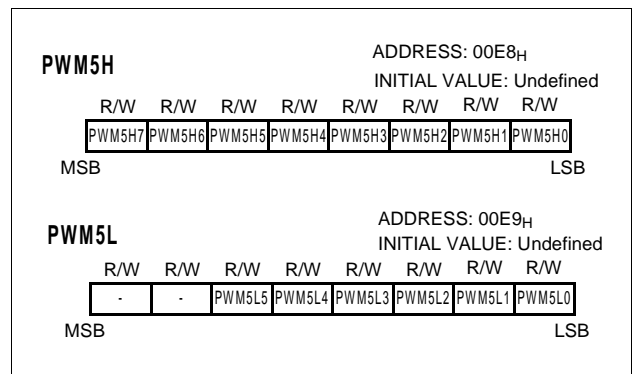 PWM5H
ADDRESS: 00E8H
INITIAL VALUE: Undefined
R/W R/W R/W R/W R/W R/W R/W R/W
PWM5H7 PWM5H6 PWM5H5 PWM5H4 PWM5H3 PWM5H2 PWM5H1 PWM5H0
MSB LSB
PWM5L
ADDRESS: 00E9H
INITIAL VALUE: Undefined
R/W R/W R/W R/W R/W R/W R/W R/W
- - PWM5L5 PWM5L4 PWM5L3 PWM5L2 PWM5L1 PWM5L0
MSB LSB